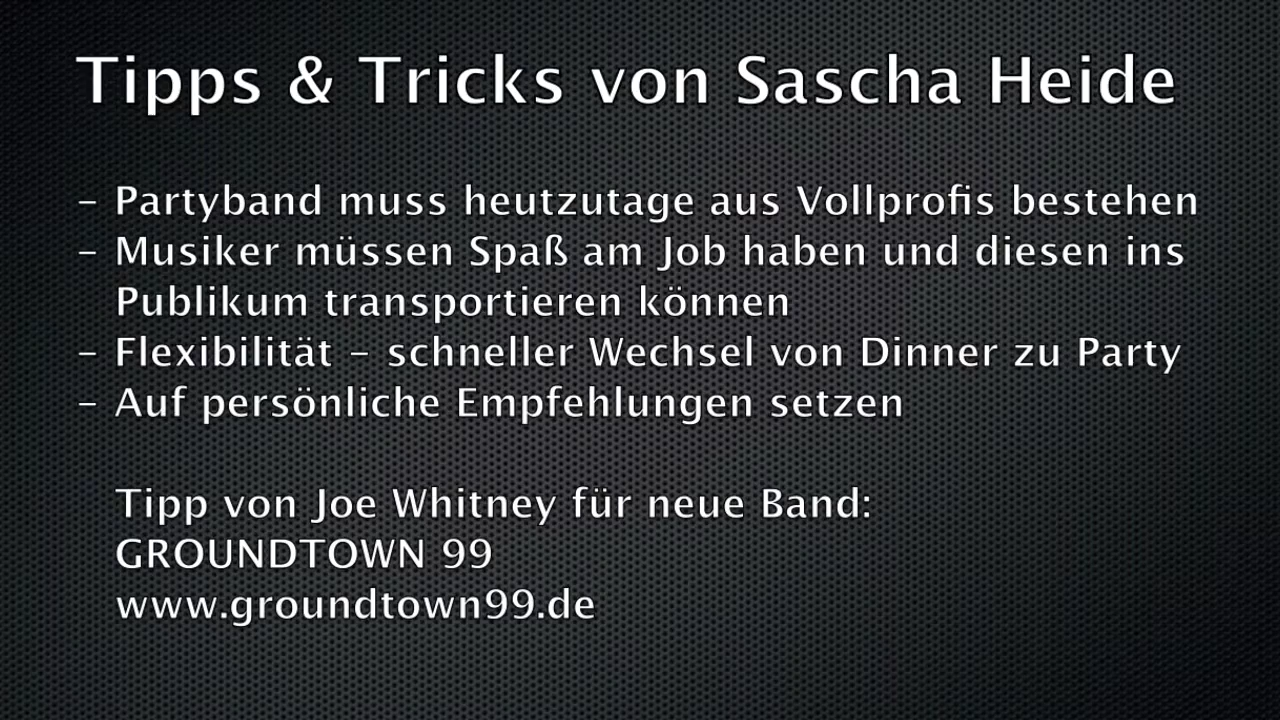 Tipps & Tricks von Sascha Heide
– Partyband muss heutzutage aus Vollprofis bestehen
– Musiker müssen Spaß am Job haben und diesen ins
Publikum transportieren können
– Flexibilität – schneller Wechsel von Dinner zu Party
– Auf persönliche Empfehlungen setzen
Tipp von Joe Whitney für neue Band:
GROUNDTOWN 99
www.groundtown99.de